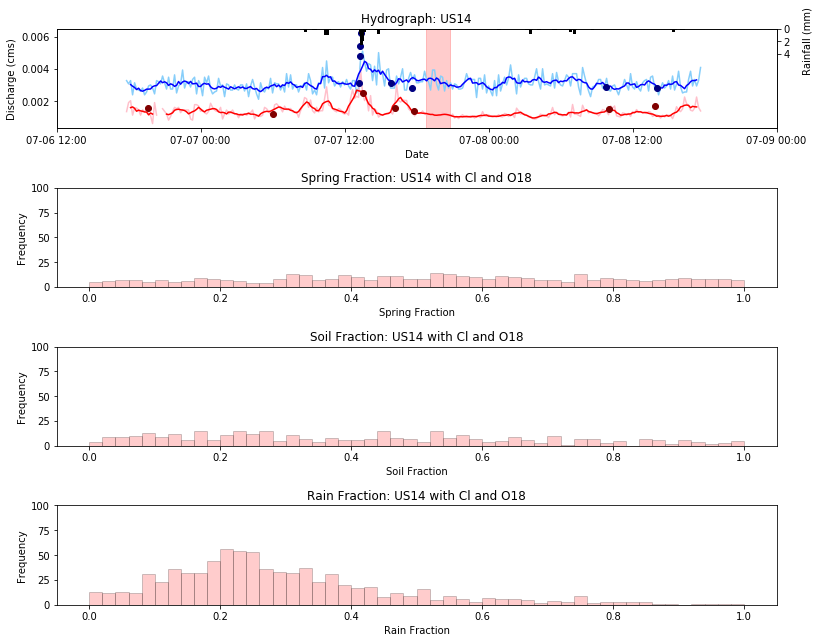 Hydrograph: US14
0.006
0.004
0.002
Discharge (cms)
0
2
4
Rainfall (mm)
07-06 12:00 07-07 00:00 07-07 12:00 07-08 00:00 07-08 12:00 07-09 00:00
Date
Spring Fraction: US14 with Cl and O18
100
75
50
25
0
Frequency
0.0 0.2 0.4 0.6 0.8 1.0
Spring Fraction
Soil Fraction: US14 with Cl and O18
100
75
50
25
0
Frequency
0.0 0.2 0.4 0.6 0.8 1.0
Soil Fraction
Rain Fraction: US14 with Cl and O18
100
75
50
25
0
Frequency
0.0 0.2 0.4 0.6 0.8 1.0
Rain Fraction